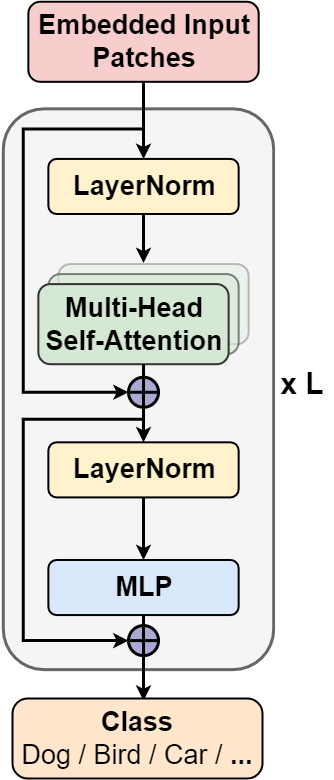 Embedded Input
Patches
LayerNorm
Multi-Head
Self-Attention
x L
LayerNorm
MLP
Class
Dog / Bird / Car / ...